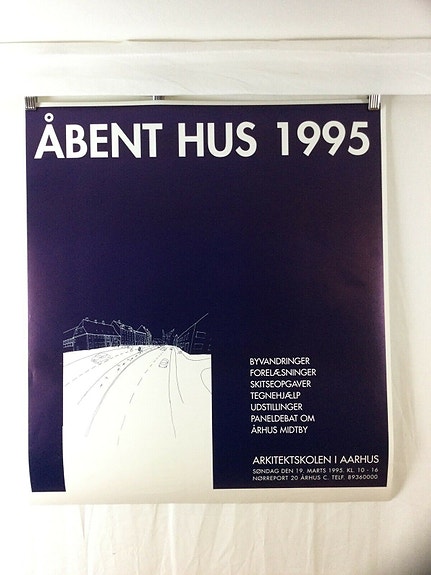 ÅBENT HUS 1995
BYVANDRINGER
FORELÆSNINGER
SKITSEOPGAVER
TEGNEHJÆLP
UDSTILLINGER
PANELDEBAT OM
ÅRHUS MIDTBY
ARKITEKTSKOLEN I AARHUS
SØNDAG DEN 19. MARTS 1995. KL. 10 - 16
NØRREPORT 20 ÅRHUS C. TELF. 89360000